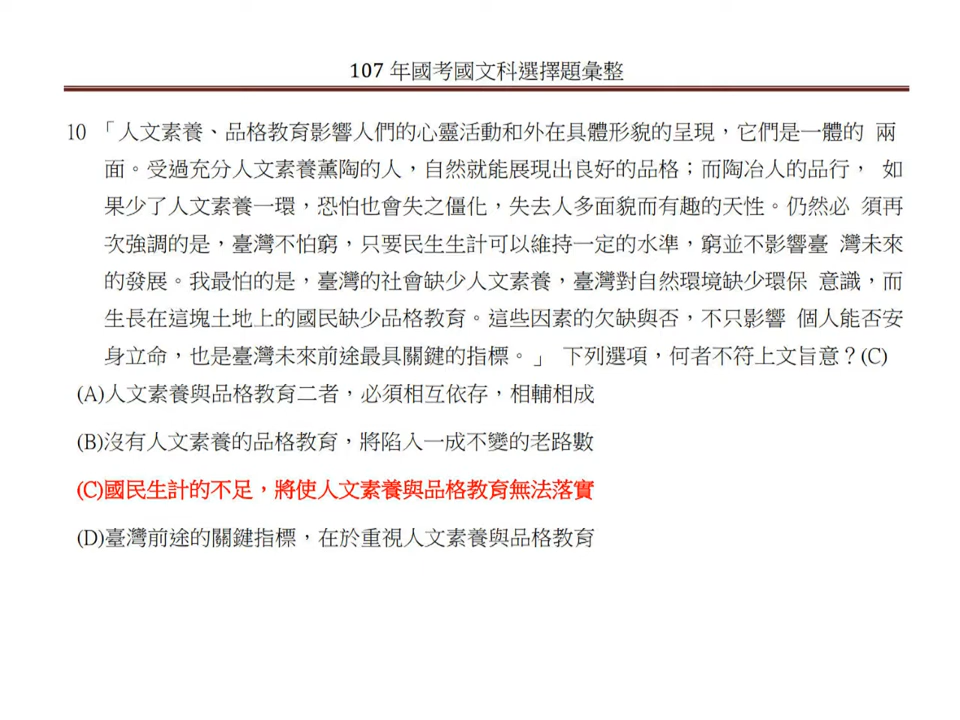 107 年國考國文科選擇題彙整
10 「人文素養、品格教育影響人們的心靈活動和外在具體形貌的呈現，它們是一體的 兩
面。受過充分人文素養薰陶的人，自然就能展現出良好的品格；而陶冶人的品行， 如
果少了人文素養一環，恐怕也會失之僵化，失去人多面貌而有趣的天性。仍然必 須再
次強調的是，臺灣不怕窮，只要民生生計可以維持一定的水準，窮並不影響臺 灣未來
的發展。我最怕的是，臺灣的社會缺少人文素養，臺灣對自然環境缺少環保 意識，而
生長在這塊土地上的國民缺少品格教育。這些因素的欠缺與否，不只影響 個人能否安
身立命，也是臺灣未來前途最具關鍵的指標。」 下列選項，何者不符上文旨意？(C)
(A)人文素養與品格教育二者，必須相互依存，相輔相成
(B)沒有人文素養的品格教育，將陷入一成不變的老路數
(C)國民生計的不足，將使人文素養與品格教育無法落實
(D)臺灣前途的關鍵指標，在於重視人文素養與品格教育